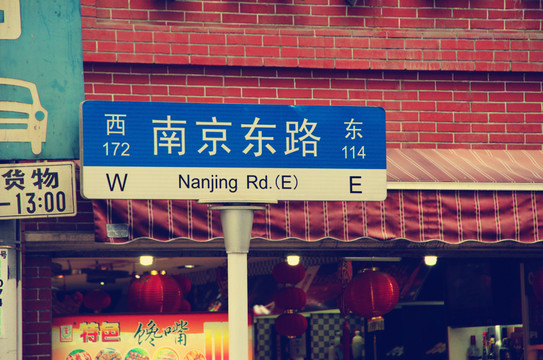 西 南京东路 东
172 114
W Nanjing Rd.(E) E
货物
-13:00
特色 馋嘴